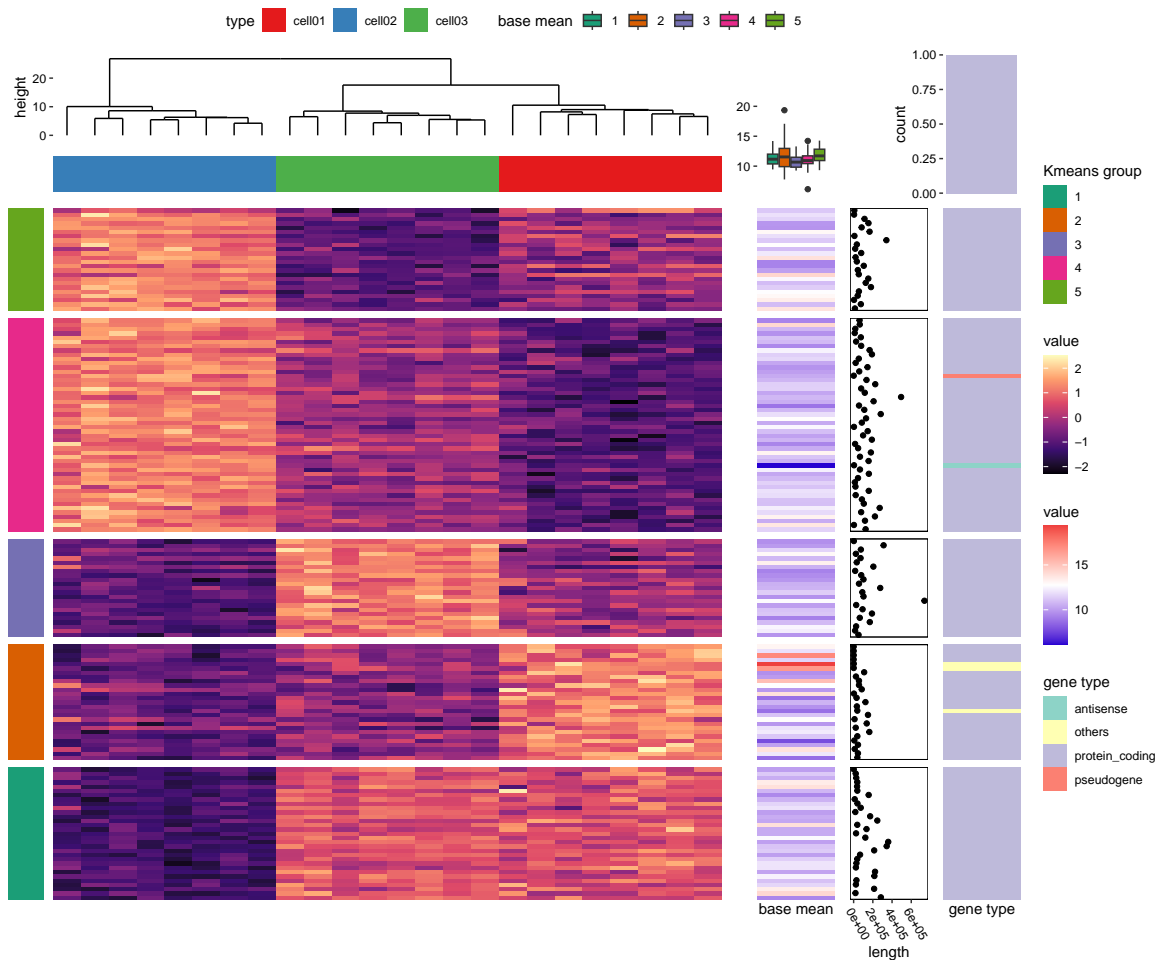 type cell01 cell02 cell03 base mean 1 2 3 4 5
height
20
10
0
20
15
10
count
1.00
0.75
0.50
0.25
0.00
Kmeans group
1
2
3
4
5
value
2
1
0
−1
−2
value
15
10
gene type
antisense
others
protein_coding
pseudogene
base mean
0e+00
2e+05
4e+05
6e+05
length
gene type